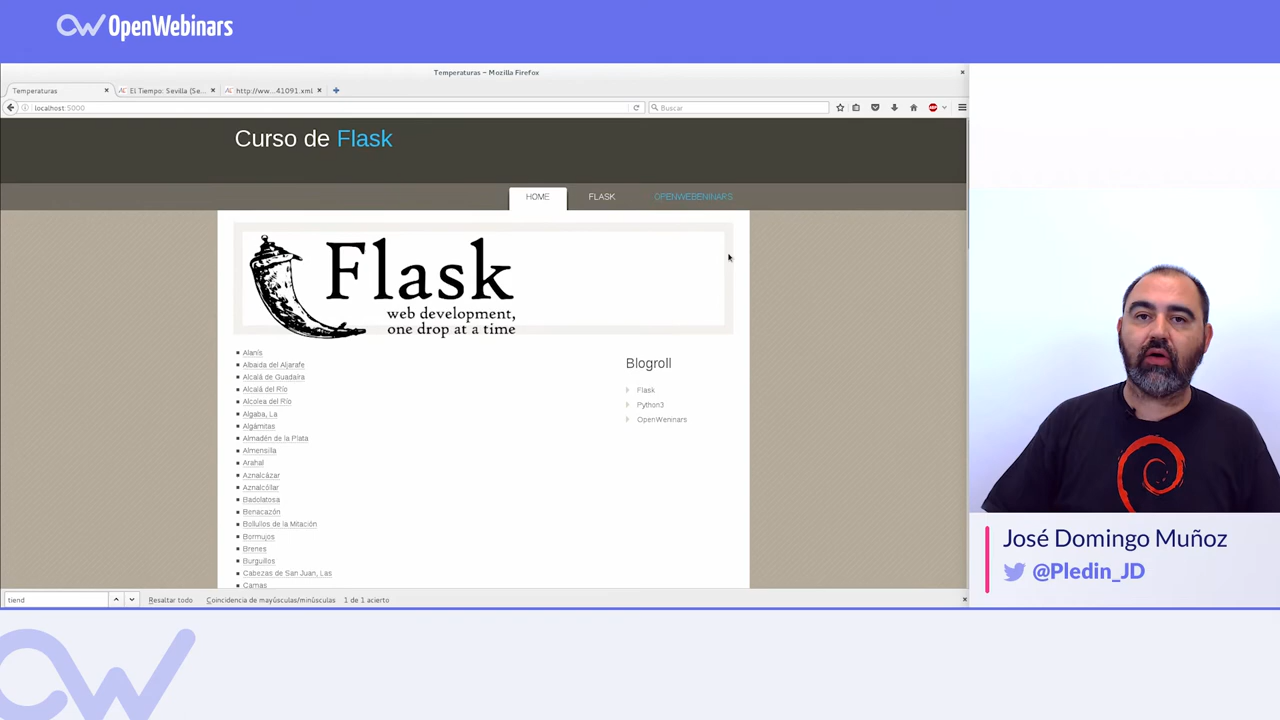 OpenWebinars
Temperaturas – Mozilla Firefox
Temperaturas
El Tiempo: Sevilla (Se...
http://ww...41091.xml
localhost:5000
Buscar
Curso de Flask
HOME
FLASK
OPENWEBENINARS
Flask
web development,
one drop at a time
Alanís
Albaida del Aljarafe
Alcalá de Guadaíra
Alcalá del Río
Alcolea del Río
Algaba, La
Algámitas
Almadén de la Plata
Almensilla
Arahal
Aznalcázar
Aznalcóllar
Badolatosa
Benacazón
Bollullos de la Mitación
Bormujos
Brenes
Burguillos
Cabezas de San Juan, Las
Camas
Blogroll
Flask
Python3
OpenWeninars
tiend
Resaltar todo
Coincidencia de mayúsculas/minúsculas
1 de 1 acierto
José Domingo Muñoz
@Pledin_JD